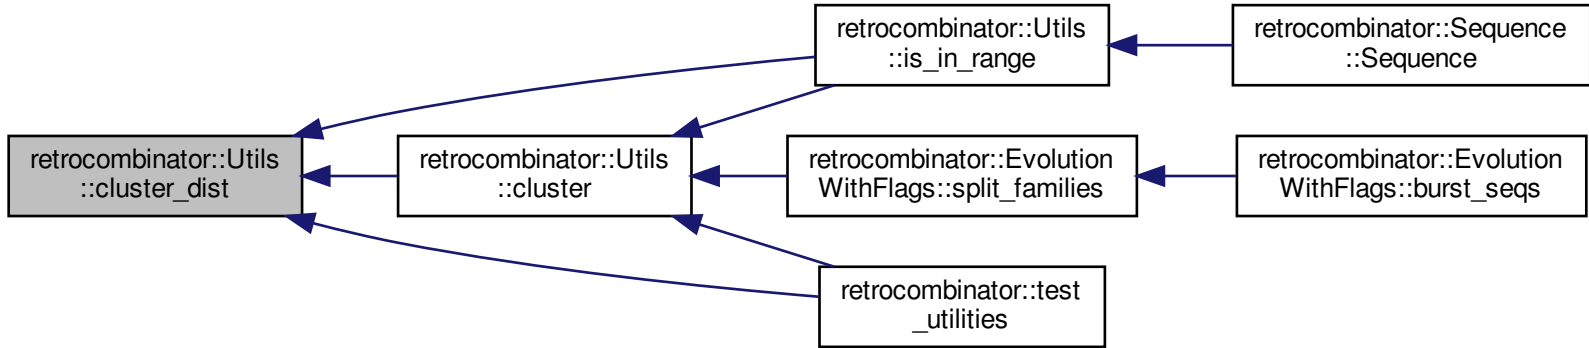 retrocombinator::Utils
::is_in_range
retrocombinator::Sequence
::Sequence
retrocombinator::Utils
::cluster_dist
retrocombinator::Utils
::cluster
retrocombinator::Evolution
WithFlags::split_families
retrocombinator::Evolution
WithFlags::burst_seqs
retrocombinator::test
_utilities